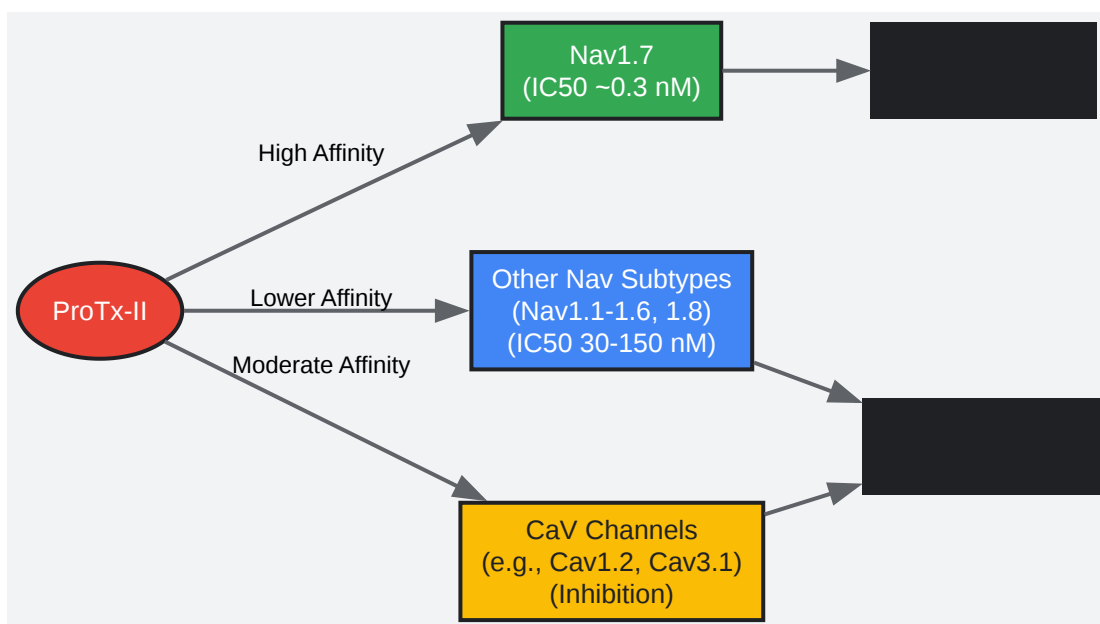 Nav1.7
(IC50 ~0.3 nM)
High Affinity
Other Nav Subtypes
(Nav1.1-1.6, 1.8)
(IC50 30-150 nM)
Lower Affinity
ProTx-II
Moderate Affinity
CaV Channels
(e.g., Cav1.2, Cav3.1)
(Inhibition)